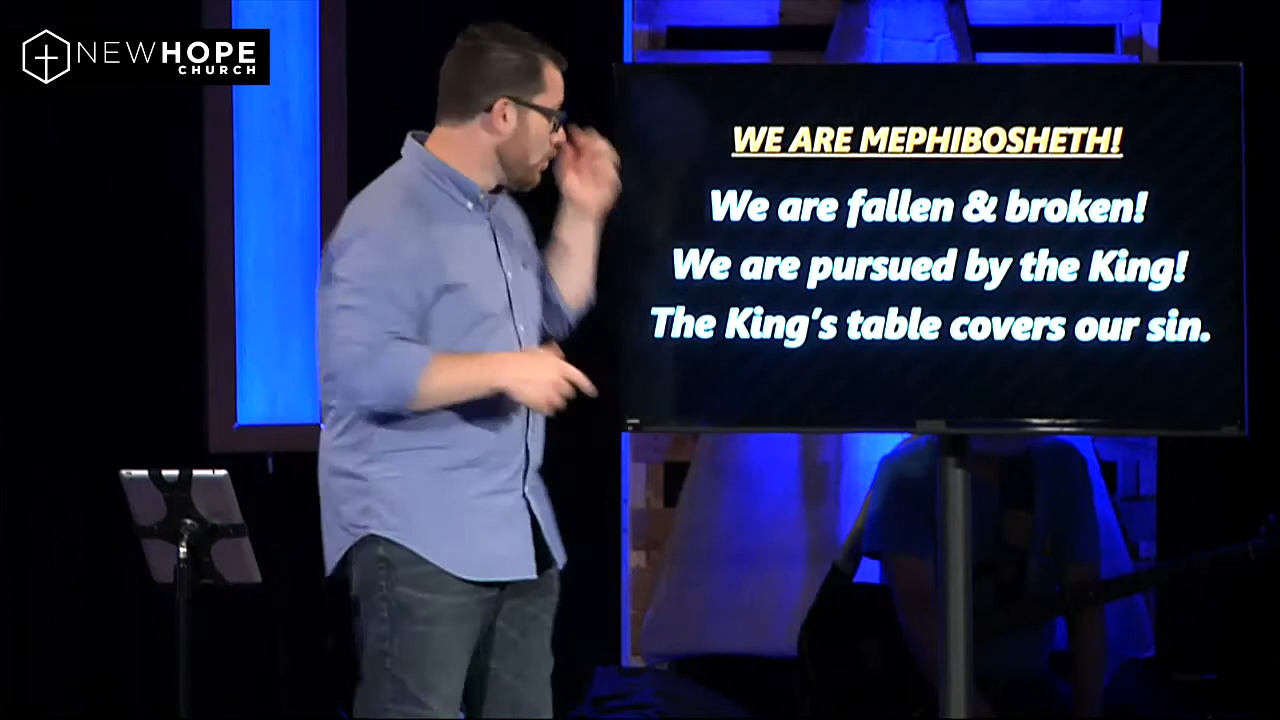 NEWHOPE
CHURCH
WE ARE MEPHIBOSHETH!
We are fallen & broken!
We are pursued by the King!
The King's table covers our sin.